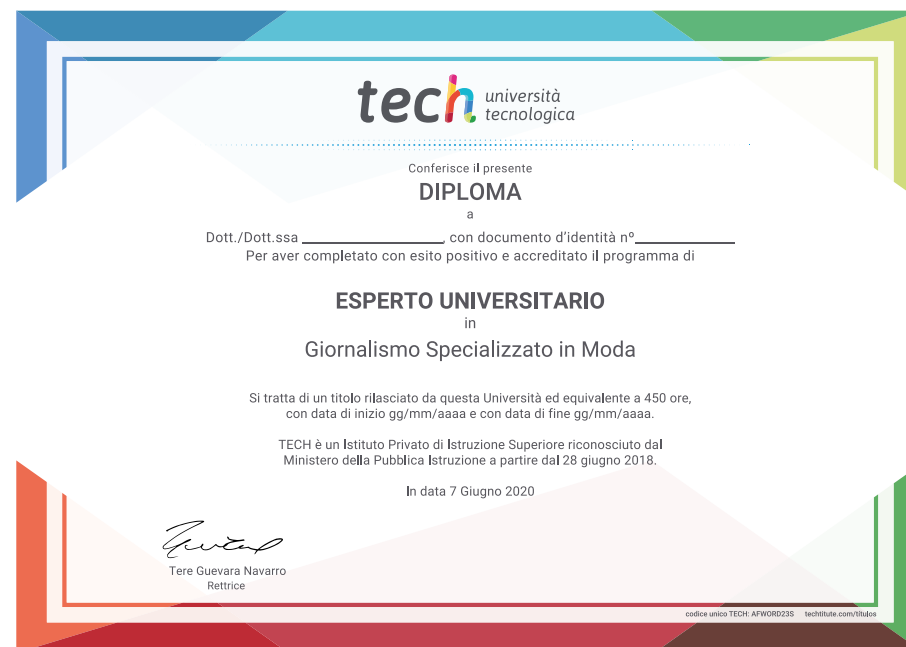 tech università
tecnologica
Conferisce il presente
DIPLOMA
a
Dott./Dott.ssa ____________________, con documento d'identità nº______________
Per aver completato con esito positivo e accreditato il programma di
ESPERTO UNIVERSITARIO
in
Giornalismo Specializzato in Moda
Si tratta di un titolo rilasciato da questa Università ed equivalente a 450 ore,
con data di inizio gg/mm/aaaa e con data di fine gg/mm/aaaa.
TECH è un Istituto Privato di Istruzione Superiore riconosciuto dal
Ministero della Pubblica Istruzione a partire dal 28 giugno 2018.
In data 7 Giugno 2020
Tere Guevara Navarro
Rettrice
codice unico TECH: AFWORD23S techtitute.com/titulos